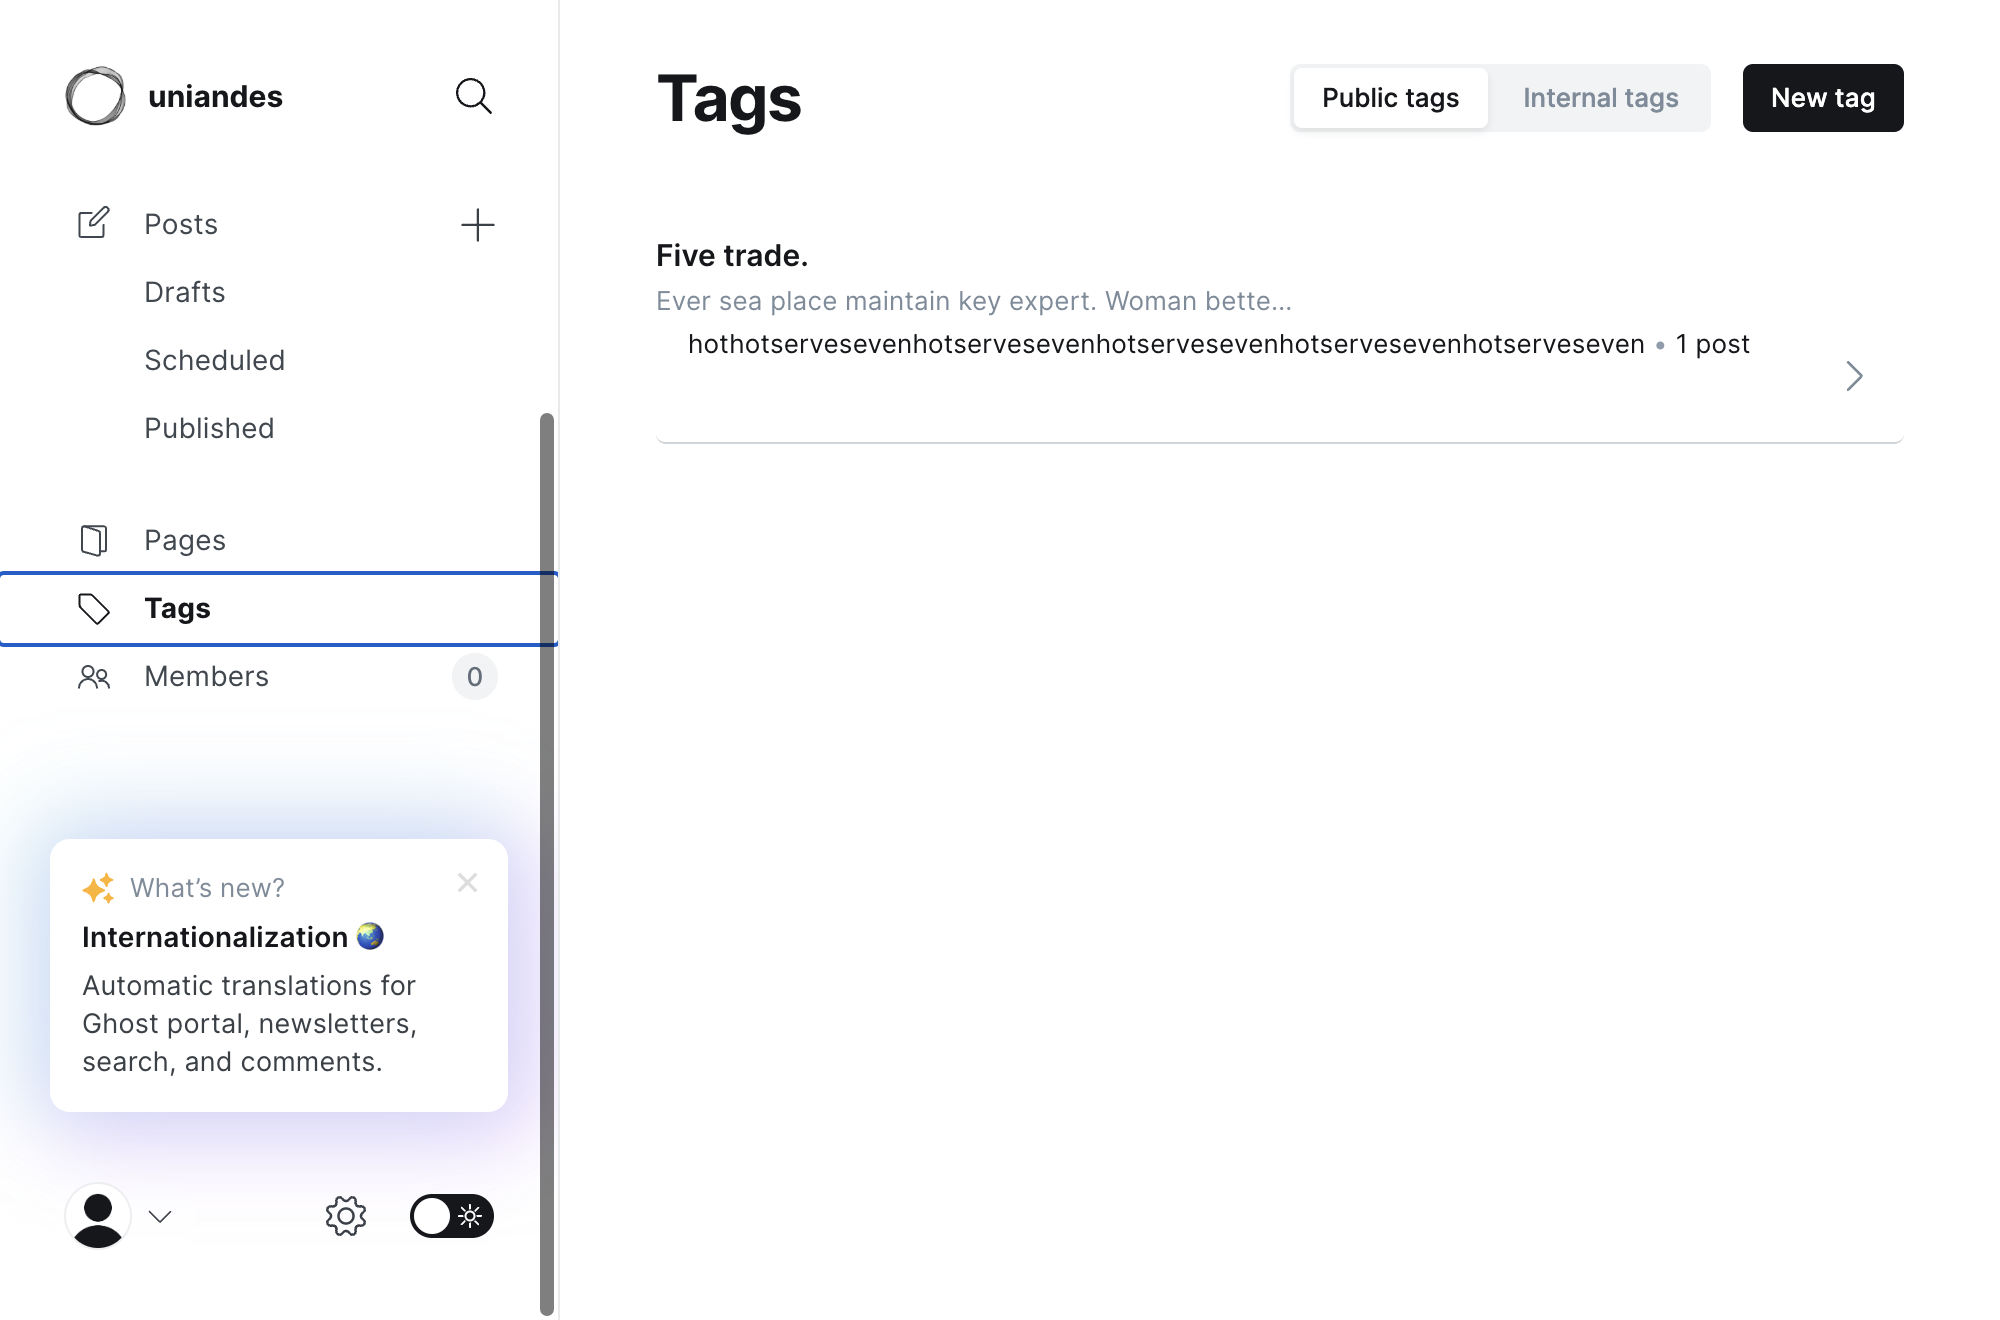 uniandes
Posts
Drafts
Scheduled
Published
Pages
Tags
Members
0
What's new?
Internationalization
Automatic translations for
Ghost portal, newsletters,
search, and comments.
Tags
Public tags
Internal tags
New tag
Five trade.
Ever sea place maintain key expert. Woman bette...
hothotservesevenhotservesevenhotservesevenhotservesevenhotserveseven • 1 post